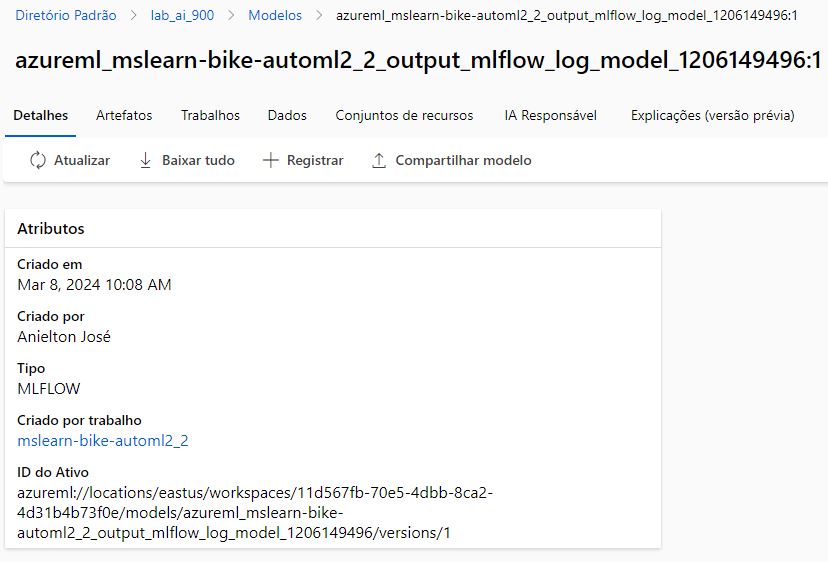 Diretório Padrão > lab_ai_900 > Modelos > azureml_mslearn-bike-automl2_2_output_mlflow_log_model_1206149496:1
azureml_mslearn-bike-automl2_2_output_mlflow_log_model_1206149496:1
Detalhes Artefatos Trabalhos Dados Conjuntos de recursos IA Responsável Explicações (versão prévia)
Atualizar Baixar tudo Registrar Compartilhar modelo
Atributos
Criado em
Mar 8, 2024 10:08 AM
Criado por
Anielton José
Tipo
MLFLOW
Criado por trabalho
mslearn-bike-automl2_2
ID do Ativo
azureml://locations/eastus/workspaces/11d567fb-70e5-4dbb-8ca2-
4d31b4b73f0e/models/azureml_mslearn-bike-
automl2_2_output_mlflow_log_model_1206149496/versions/1